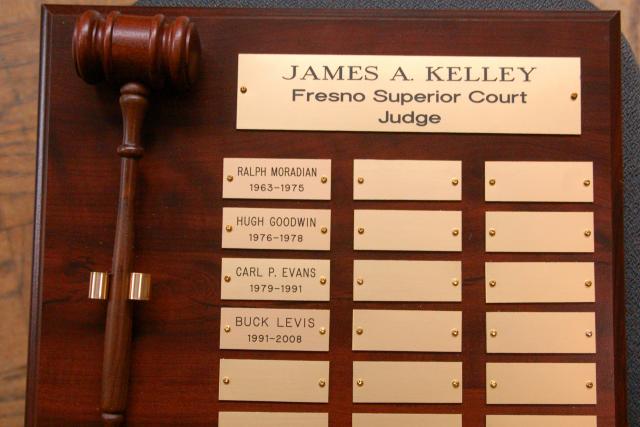 JAMES A. KELLEY
Fresno Superior Court
Judge
RALPH MORADIAN
1963-1975
HUGH GOODWIN
1976-1978
CARL P. EVANS
1979-1991
BUCK LEVIS
1991-2008